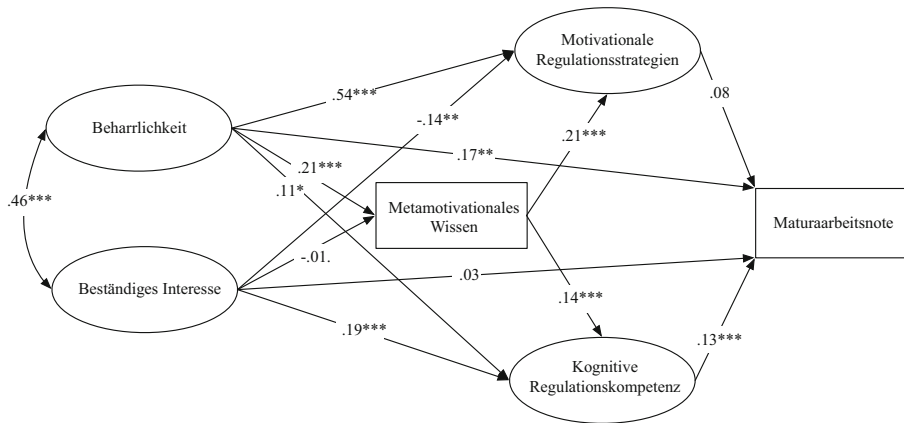 Motivationale
Regulationsstrategien
.54***
.08
-.14**
Beharrlichkeit
.21***
.17**
.21***
.11*
.46***
Metamotivationales
Wissen
Maturaarbeitsnote
-.01.
.03
Beständiges Interesse
.14***
.19***
.13***
Kognitive
Regulationskompetenz